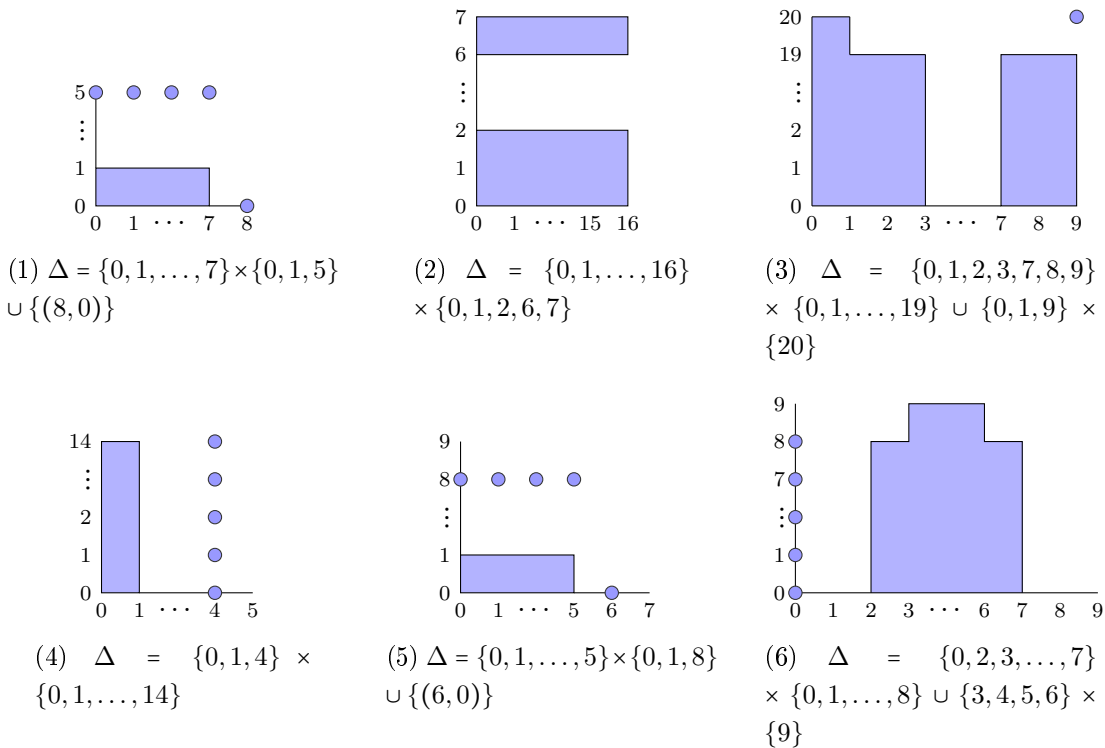 5
⋮
1
0
0 1 ⋯ 7 8
(1) Δ = {0, 1, …, 7}×{0, 1, 5}
∪ {(8, 0)}
7
6
⋮
2
1
0
0 1 ⋯ 15 16
(2) Δ = {0, 1, …, 16}
× {0, 1, 2, 6, 7}
20
19
⋮
2
1
0
0 1 2 3 ⋯ 7 8 9
(3) Δ = {0, 1, 2, 3, 7, 8, 9}
× {0, 1, …, 19} ∪ {0, 1, 9} ×
{20}
14
⋮
2
1
0
0 1 ⋯ 4 5
(4) Δ = {0, 1, 4} ×
{0, 1, …, 14}
9
8
⋮
1
0
0 1 ⋯ 5 6 7
(5) Δ = {0, 1, …, 5}×{0, 1, 8}
∪ {(6, 0)}
9
8
7
⋮
1
0
0 1 2 3 ⋯ 6 7 8 9
(6) Δ = {0, 2, 3, …, 7}
× {0, 1, …, 8} ∪ {3, 4, 5, 6} ×
{9}